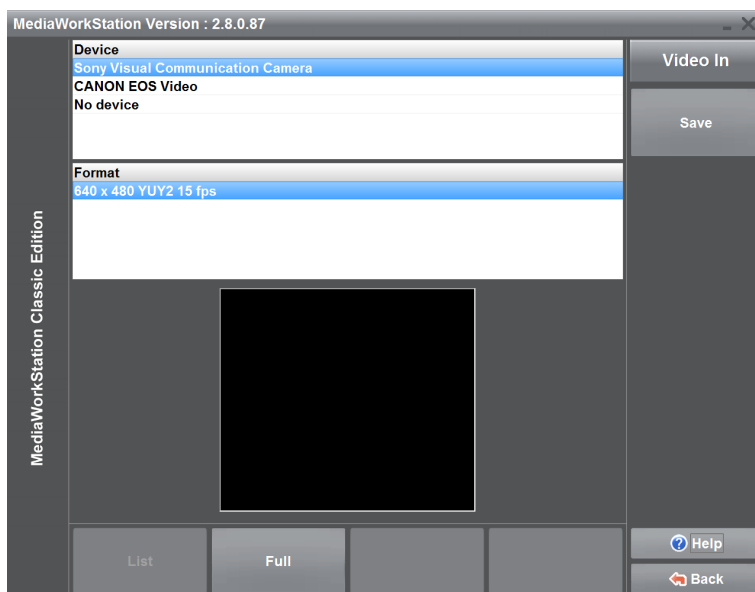 MediaWorkStation Version : 2.8.0.87
MediaWorkStation Classic Edition
Device
Sony Visual Communication Camera
CANON EOS Video
No device
Format
640 x 480 YUY2 15 fps
List
Full
Video In
Save
Help
Back